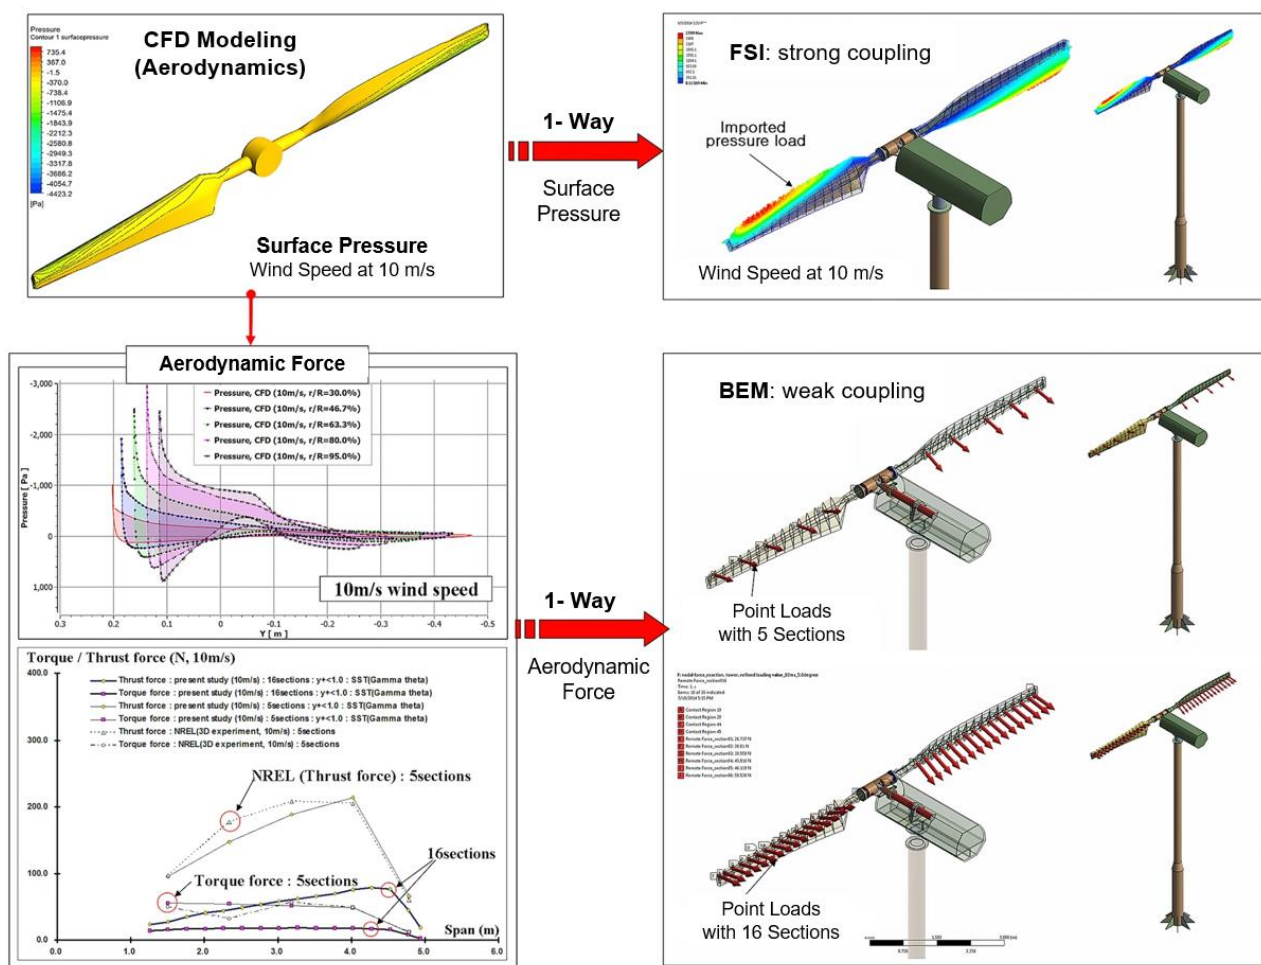 Pressure
Contour 1 surfacepressure
735.4
367.0
-1.5
-370.0
-738.4
-1106.9
-1475.4
-1843.9
-2212.3
-2580.8
-2949.3
-3317.8
-3686.2
-4054.7
-4423.2
[Pa]
CFD Modeling
(Aerodynamics)
Surface Pressure
Wind Speed at 10 m/s
1- Way
Surface
Pressure
FSI: strong coupling
Imported
pressure load
Wind Speed at 10 m/s
Aerodynamic Force
Pressure, CFD (10m/s, r/R=30.0%)
Pressure, CFD (10m/s, r/R=46.7%)
Pressure, CFD (10m/s, r/R=63.3%)
Pressure, CFD (10m/s, r/R=80.0%)
Pressure, CFD (10m/s, r/R=95.0%)
Pressure [ Pa ]
-3,000
-2,000
-1,000
0
1,000
10m/s wind speed
0.3 0.2 0.1 0 -0.1 -0.2 -0.3 -0.4 -0.5
Y [ m ]
Torque / Thrust force (N, 10m/s)
Thrust force : present study (10m/s) : 16sections : y+<1.0 : SST(Gamma theta)
Torque force : present study (10m/s) : 16sections : y+<1.0 : SST(Gamma theta)
Thrust force : present study (10m/s) : 5sections : y+<1.0 : SST(Gamma theta)
Torque force : present study (10m/s) : 5sections : y+<1.0 : SST(Gamma theta)
Thrust force : NREL(3D experiment, 10m/s) : 5sections
Torque force : NREL(3D experiment, 10m/s) : 5sections
400.0
300.0
200.0
100.0
0.0
NREL (Thrust force) : 5sections
16sections
Torque force : 5sections
Span (m)
0.0 1.0 2.0 3.0 4.0 5.0 6.0
1- Way
Aerodynamic
Force
BEM: weak coupling
Point Loads
with 5 Sections
Time: 1. s
Contact Region 19
Point Loads
with 16 Sections